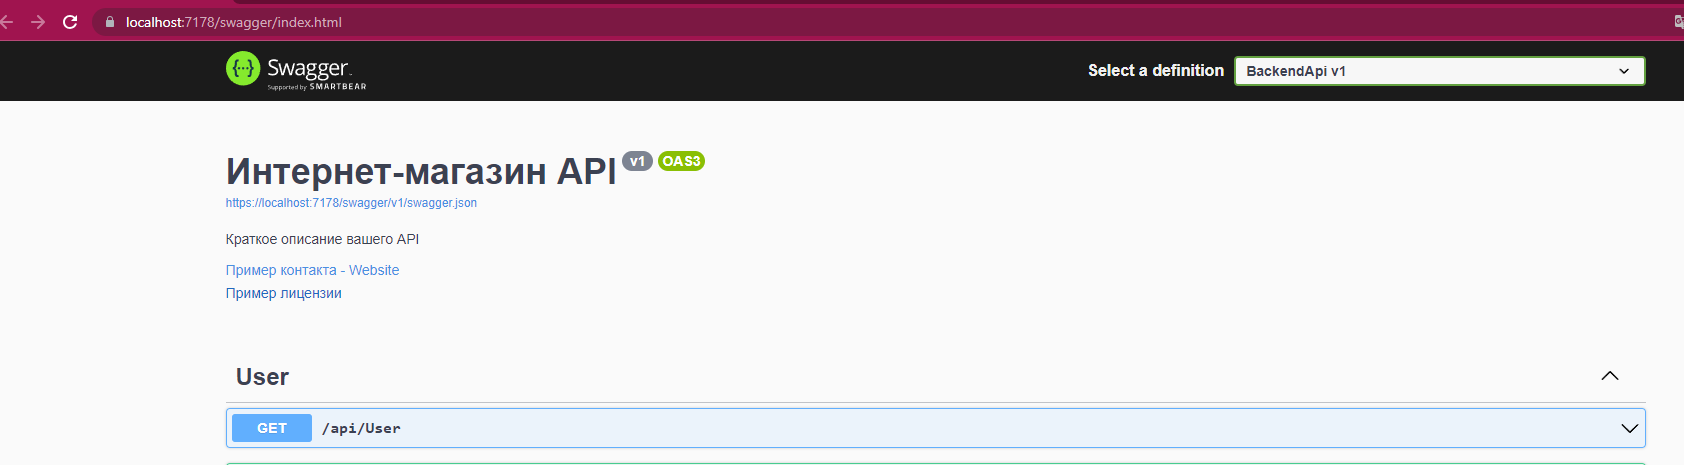 localhost:7178/swagger/index.html
Swagger
Supported by SMARTBEAR
Select a definition
BackendApi v1
Интернет-магазин API v1 OAS3
https://localhost:7178/swagger/v1/swagger.json
Краткое описание вашего API
Пример контакта - Website
Пример лицензии
User
GET /api/User